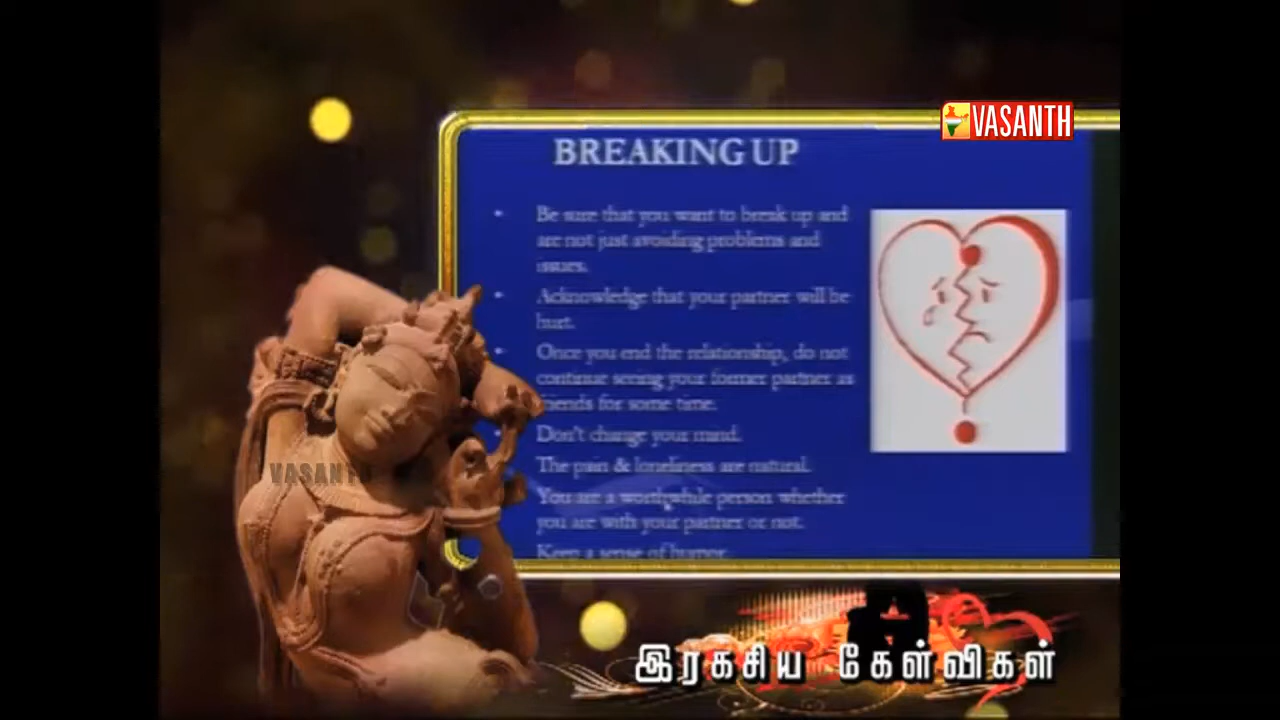 VASANTH
BREAKING UP
• Be sure that you want to break up and
are not just avoiding problems and
issues.
• Acknowledge that your partner will be
hurt.
• Once you end the relationship, do not
continue seeing your former partner as
friends for some time.
Don't change your mind.
The pain & loneliness are natural.
You are a worthwhile person whether
you are with your partner or not.
Keep a sense of humor.
VASANTH
இரகசிய கேள்விகள்